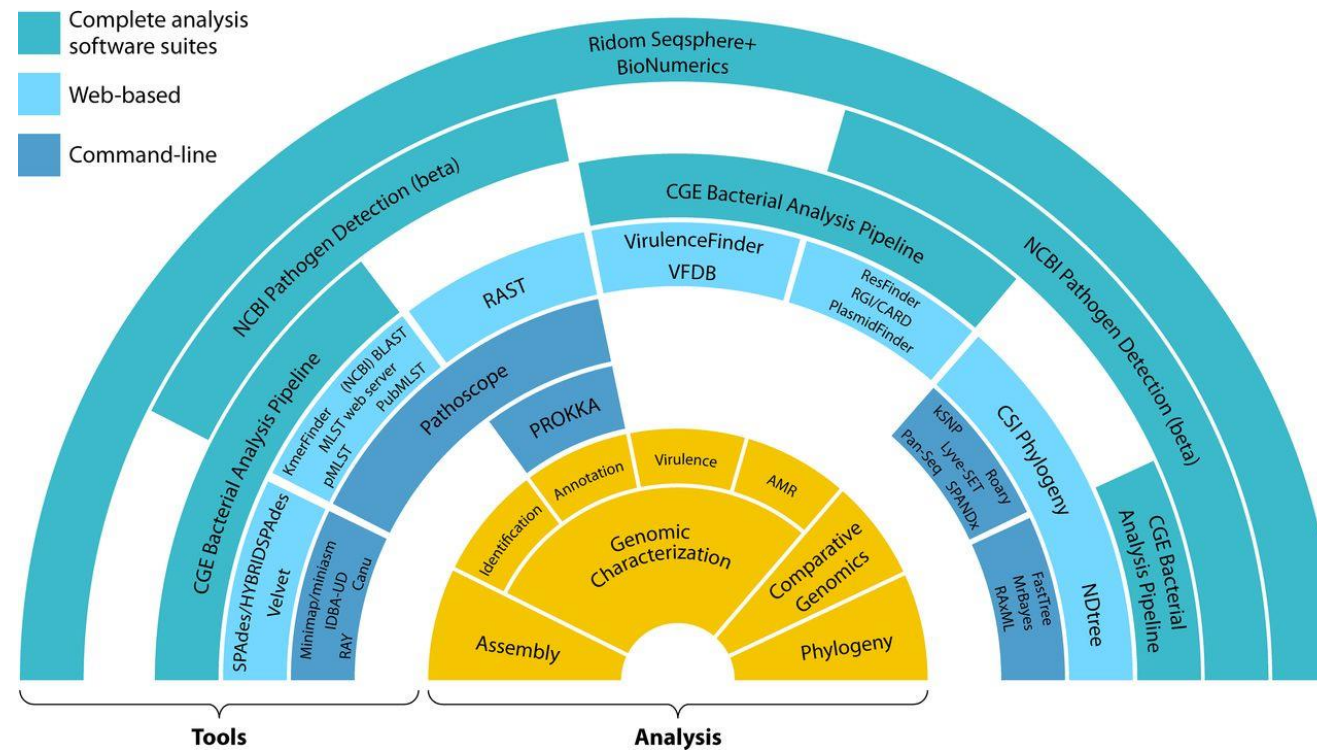 Complete analysis
software suites
Web-based
Command-line
Ridom Seqsphere+
BioNumerics
NCBI Pathogen Detection (beta)
CGE Bacterial Analysis Pipeline
NCBI Pathogen Detection (beta)
CGE Bacterial Analysis Pipeline
CGE Bacterial
Analysis Pipeline
SPAdes/HYBRIDSPAdes
Velvet
KmerFinder (NCBI) BLAST
MLST web server
pMLST PubMLST
RAST
VirulenceFinder
VFDB
ResFinder
RGI/CARD
PlasmidFinder
CSI Phylogeny
NDtree
Minimap/miniasm
IDBA-UD
RAY Canu
Pathoscope
PROKKA
kSNP Roary
Lyve-SET
Pan-Seq SPANDx
FastTree
MrBayes
RAxML
Identification
Annotation
Virulence
AMR
Genomic
Characterization
Comparative
Genomics
Assembly
Phylogeny
Tools
Analysis